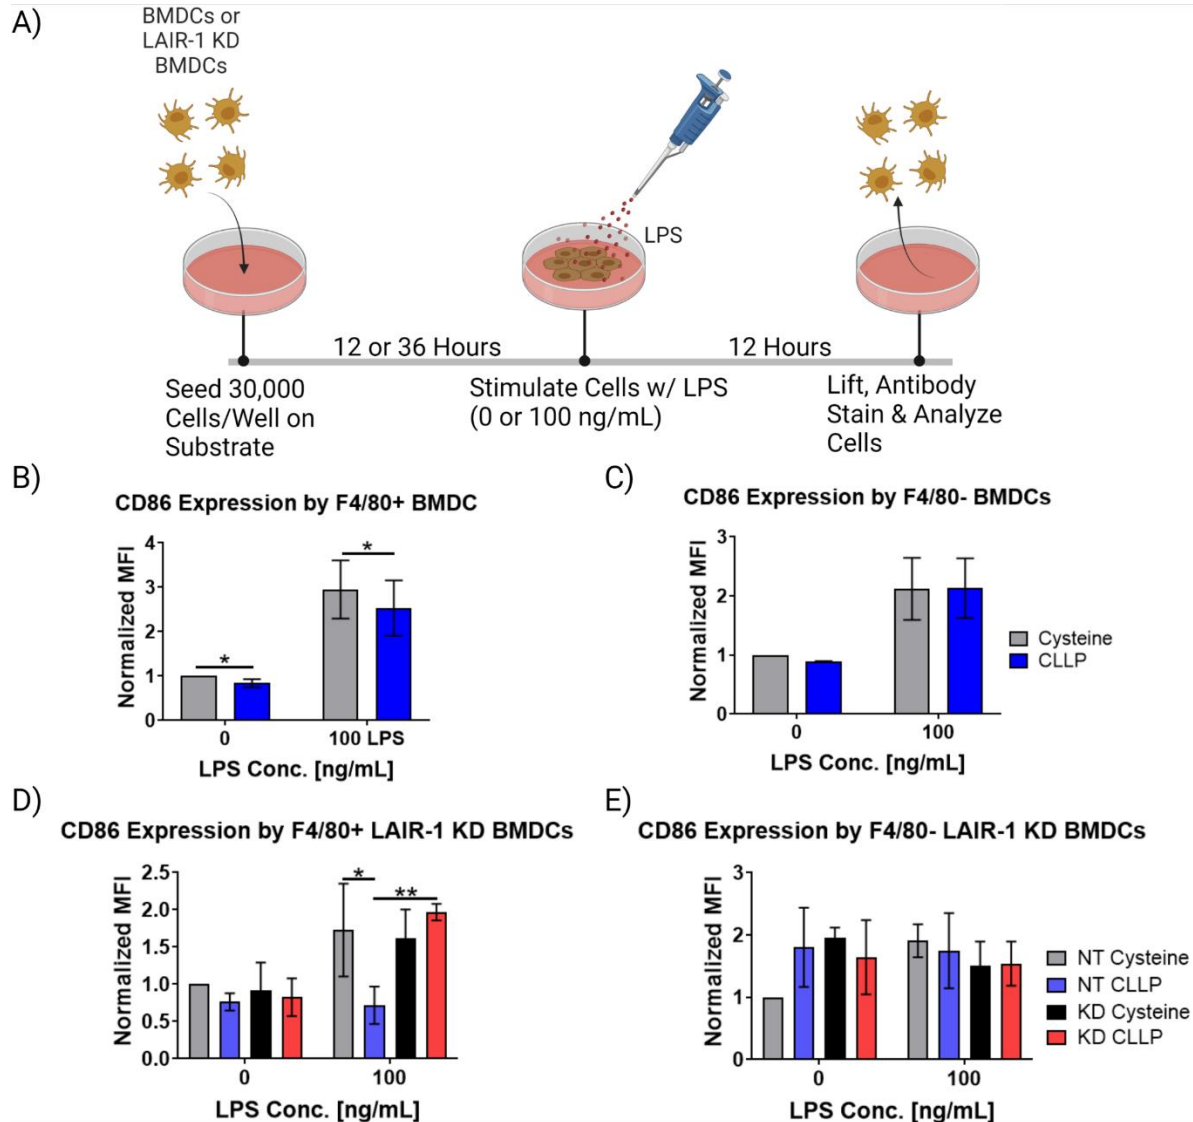 A)
BMDCs or
LAIR-1 KD
BMDCs
LPS
12 or 36 Hours
12 Hours
Seed 30,000
Cells/Well on
Substrate
Stimulate Cells w/ LPS
(0 or 100 ng/mL)
Lift, Antibody
Stain & Analyze
Cells
B)
CD86 Expression by F4/80+ BMDC
Normalized MFI
4
3
2
1
0
*
*
0
100 LPS
LPS Conc. [ng/mL]
C)
CD86 Expression by F4/80- BMDCs
Normalized MFI
3
2
1
0
0
100
LPS Conc. [ng/mL]
Cysteine
CLLP
D)
CD86 Expression by F4/80+ LAIR-1 KD BMDCs
Normalized MFI
2.5
2.0
1.5
1.0
0.5
0.0
*
**
0
100
LPS Conc. [ng/mL]
E)
CD86 Expression by F4/80- LAIR-1 KD BMDCs
Normalized MFI
3
2
1
0
0
100
LPS Conc. [ng/mL]
NT Cysteine
NT CLLP
KD Cysteine
KD CLLP